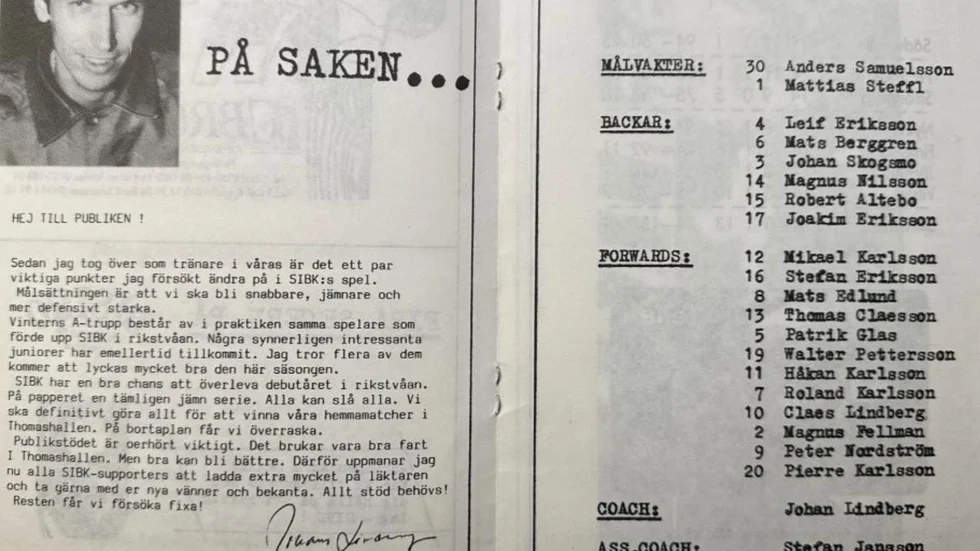 PÅ SAKEN...
HEJ TILL PUBLIKEN !
Sedan jag tog över som tränare i våras är det ett par
viktiga punkter jag försökt ändra på i SIBK:s spel.
Målsättningen är att vi ska bli snabbare, jämnare och
mer defensivt starka.
Vinterns A-trupp består av i praktiken samma spelare som
förde upp SIBK i rikstvåan. Några synnerligen intressanta
juniorer har emellertid tillkommit. Jag tror flera av dem
kommer att lyckas mycket bra den här säsongen.
SIBK har en bra chans att överleva debutåret i rikstvåan.
På papperet en tämligen jämn serie. Alla kan slå alla. Vi
ska definitivt göra allt för att vinna våra hemmamatcher i
Thomashallen. På bortaplan får vi överraska.
Publikstödet är oerhört viktigt. Det brukar vara bra fart
I Thomashallen. Men bra kan bli bättre. Därför uppmanar jag
nu alla SIBK-supporters att ladda extra mycket på läktaren
och ta gärna med er nya vänner och bekanta. Allt stöd behövs!
Resten får vi försöka fixa!
MÅLVAKTER: 30 Anders Samuelsson
1 Mattias Steffl
BACKAR: 4 Leif Eriksson
6 Mats Berggren
3 Johan Skogsmo
14 Magnus Nilsson
15 Robert Altebo
17 Joakim Eriksson
FORWARDS: 12 Mikael Karlsson
16 Stefan Eriksson
8 Mats Edlund
13 Thomas Claesson
5 Patrik Glas
19 Walter Pettersson
11 Håkan Karlsson
7 Roland Karlsson
10 Claes Lindberg
2 Magnus Fellman
9 Peter Nordström
20 Pierre Karlsson
COACH: Johan Lindberg
ASS.COACH: Stefan Jansson